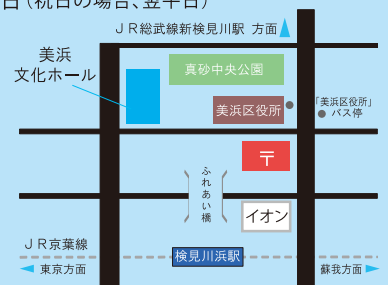 日(祝日の場合、翌平日)
JR総武線新検見川駅 方面
美浜
文化ホール
真砂中央公園
美浜区役所
「美浜区役所」
バス停
〒
ふれあい橋
イオン
JR京葉線
検見川浜駅
東京方面
蘇我方面